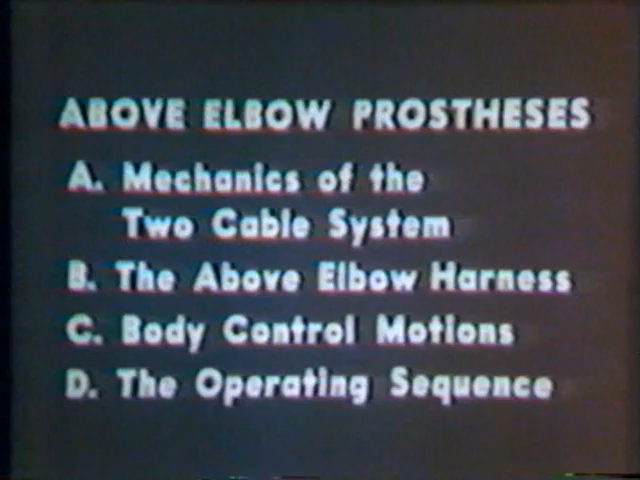 ABOVE ELBOW PROSTHESES
A. Mechanics of the
Two Cable System
B. The Above Elbow Harness
C. Body Control Motions
D. The Operating Sequence